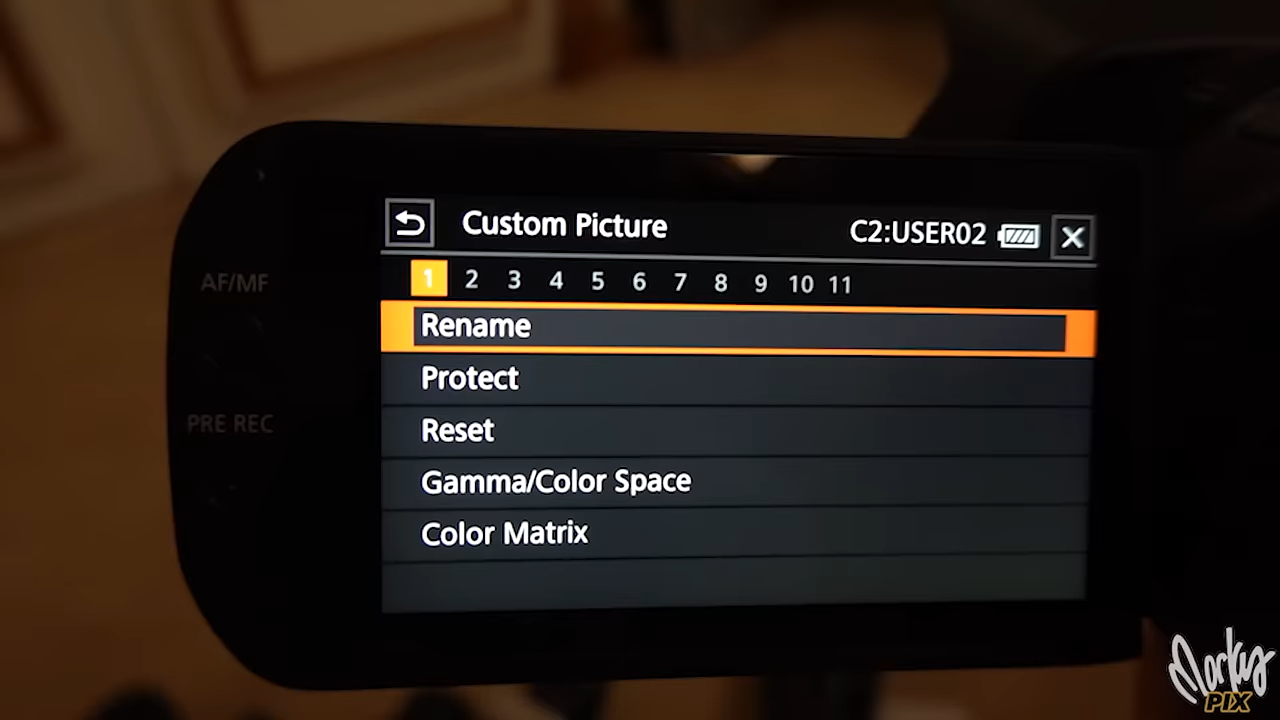 Custom Picture
C2:USER02
1 2 3 4 5 6 7 8 9 10 11
Rename
Protect
Reset
Gamma/Color Space
Color Matrix
AF/MF
PRE REC
Morkys
PIX